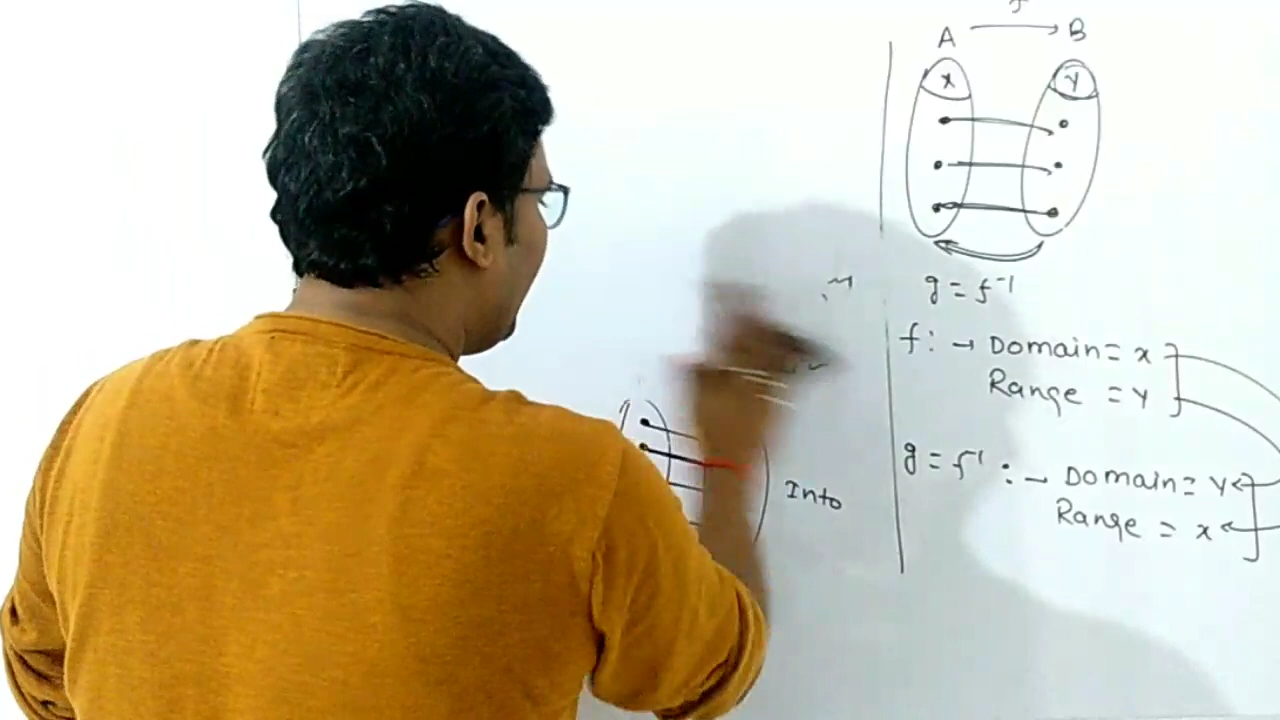 f
A B
x y
g = f⁻¹
f : → Domain = x
Range = y
g = f⁻¹ : → Domain = y
Range = x
Into